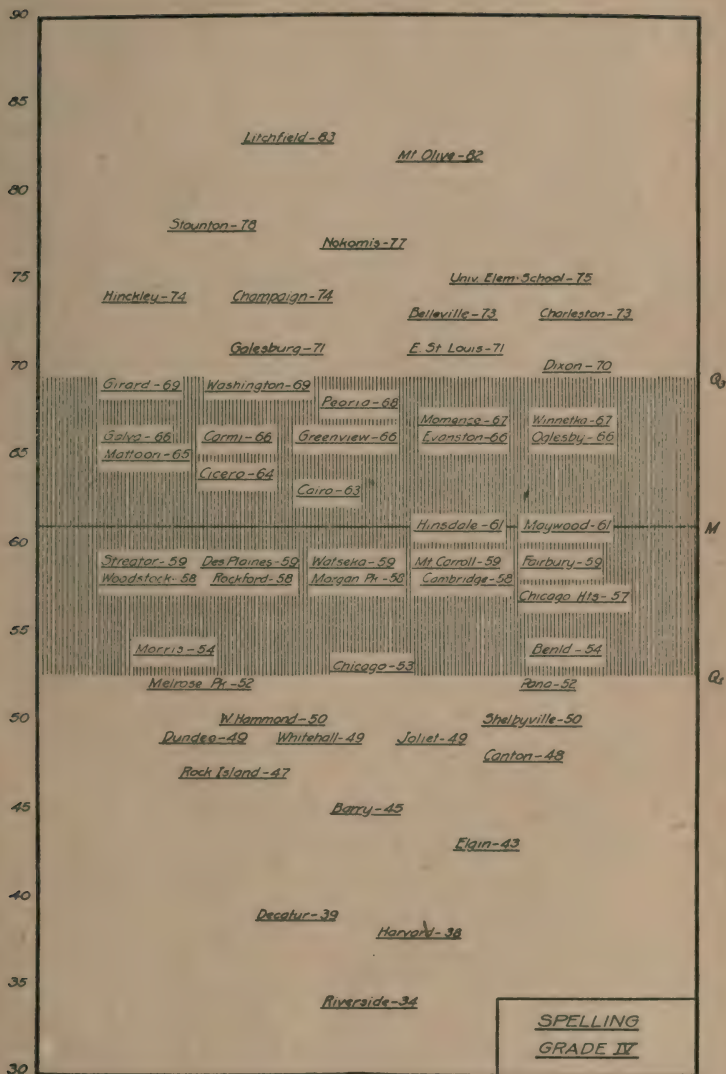 90
85
Litchfield-83
Mt Olive-82
80
Staunton-78
Nokomis-77
75
Univ. Elem. School-75
Hinckley-74 Champaign-74
Belleville-73 Charleston-73
Galesburg-71 E. St Louis-71
70
Dixon-70
Girard-69 Washington-69 Q3
Peoria-68
Momence-67 Winnetka-67
Galva-66 Carmi-66 Greenview-66 Evanston-66 Oglesby-66
65
Mattoon-65
Cicero-64
Cairo-63
Hinsdale-61 Maywood-61 M
60
Streator-59 Des Plaines-59 Watseka-59 Mt Carroll-59 Fairbury-59
Woodstock-58 Rockford-58 Morgan Pk-58 Cambridge-58
Chicago Hts-57
55
Morris-54 Benld-54
Chicago-53
Q1
Melrose Pk-52 Pana-52
50
W. Hammond-50 Shelbyville-50
Dundee-49 Whitehall-49 Joliet-49
Canton-48
Rock Island-47
45
Barry-45
Elgin-43
40
Decatur-39
Harvard-38
35
Riverside-34
SPELLING
GRADE IV
30